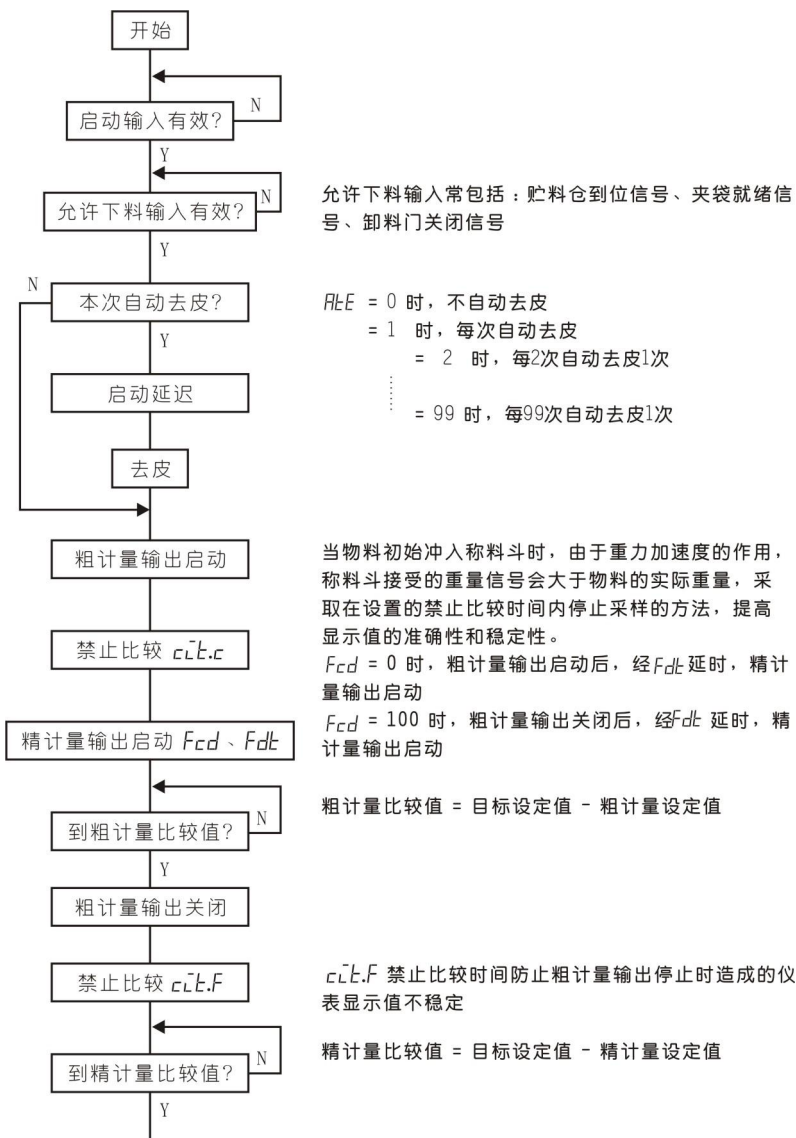 开始
N
启动输入有效?
Y
N
允许下料输入有效?
允许下料输入常包括：贮料仓到位信号、夹袋就绪信
号、卸料门关闭信号
Y
N
本次自动去皮?
AtE = 0 时，不自动去皮
= 1 时，每次自动去皮
Y
= 2 时，每2次自动去皮1次
启动延迟
= 99 时，每99次自动去皮1次
去皮
粗计量输出启动
当物料初始冲入称料斗时，由于重力加速度的作用，
称料斗接受的重量信号会大于物料的实际重量，采
取在设置的禁止比较时间内停止采样的方法，提高
显示值的准确性和稳定性。
禁止比较 cit.c
Fcd = 0 时，粗计量输出启动后，经Fdt延时，精计
量输出启动
Fcd = 100 时，粗计量输出关闭后，经Fdt 延时，精
计量输出启动
精计量输出启动 Fcd、Fdt
粗计量比较值 = 目标设定值 - 粗计量设定值
N
到粗计量比较值?
Y
粗计量输出关闭
禁止比较 cit.F
cit.F 禁止比较时间防止粗计量输出停止时造成的仪
表显示值不稳定
精计量比较值 = 目标设定值 - 精计量设定值
N
到精计量比较值?
Y